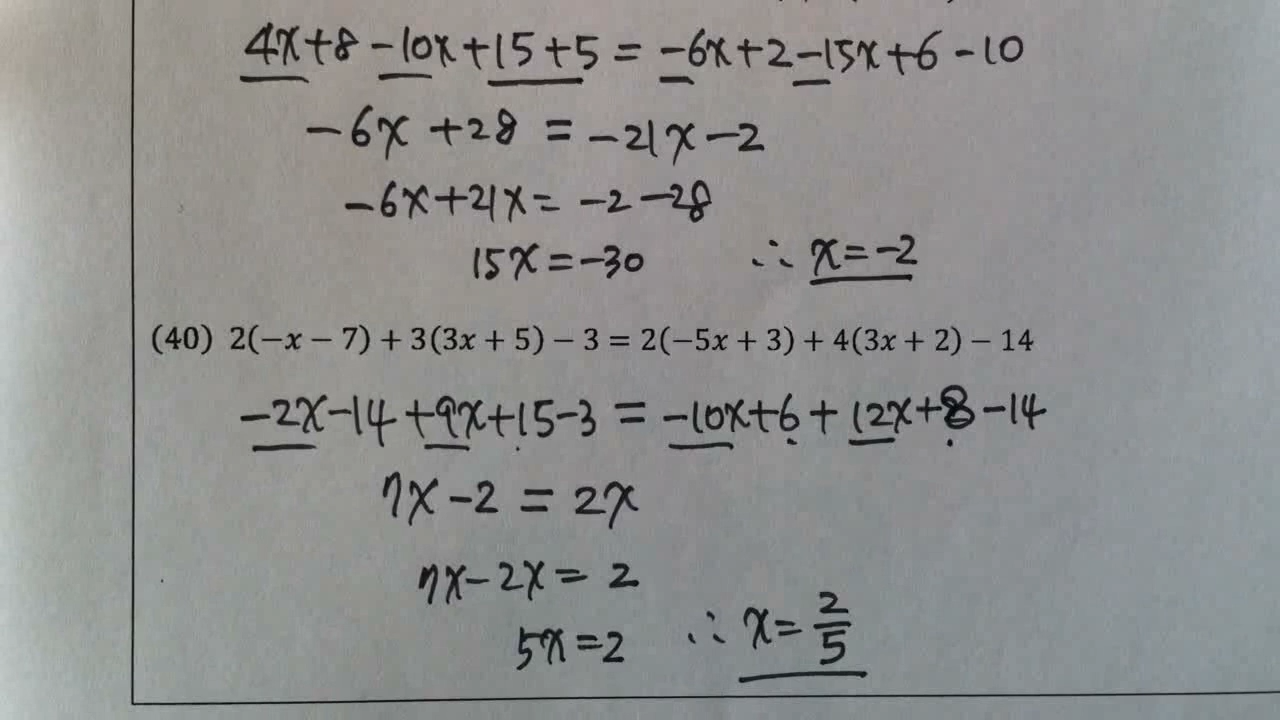 4x+8-10x+15+5=-6x+2-15x+6-10
-6x+28=-21x-2
-6x+21x=-2-28
15x=-30 ∴ x=-2
(40) 2(−x − 7) + 3(3x + 5) − 3 = 2(−5x + 3) + 4(3x + 2) − 14
-2x-14+9x+15-3=-10x+6+12x+8-14
7x-2=2x
7x-2x=2
5x=2 ∴ x=2/5